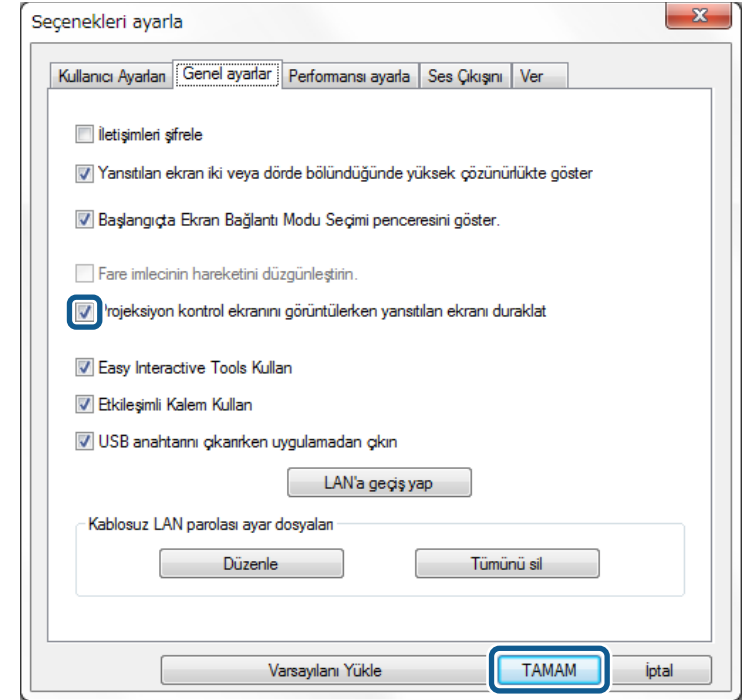 Seçenekleri ayarla
Kullanıcı Ayarları Genel ayarlar Performansı ayarla Ses Çıkışını Ver
İletişimleri şifrele
Yansıtılan ekran iki veya dörde bölündüğünde yüksek çözünürlükte göster
Başlangıçta Ekran Bağlantı Modu Seçimi penceresini göster.
Fare imlecinin hareketini düzgünleştirin.
Projeksiyon kontrol ekranını görüntülerken yansıtılan ekranı duraklat
Easy Interactive Tools Kullan
Etkileşimli Kalem Kullan
USB anahtarını çıkarırken uygulamadan çıkın
LAN'a geçiş yap
Kablosuz LAN parolası ayar dosyaları
Düzenle Tümünü sil
Varsayılanı Yükle TAMAM İptal